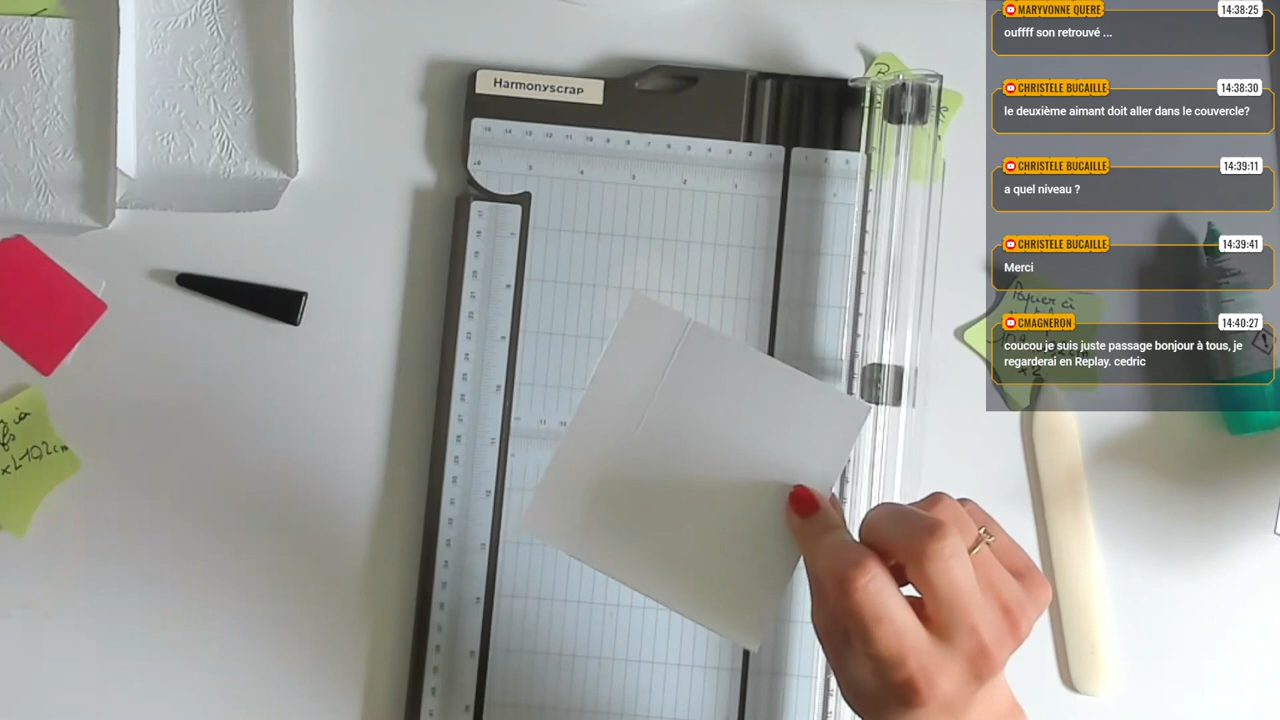 Harmonyscrap
MARYVONNE QUERE
14:38:25
ouffff son retrouvé ...
CHRISTELE BUCAILLE
14:38:30
le deuxième aimant doit aller dans le couvercle?
CHRISTELE BUCAILLE
14:39:11
a quel niveau ?
CHRISTELE BUCAILLE
14:39:41
Merci
CMAGNERON
14:40:27
coucou je suis juste passage bonjour à tous, je
regarderai en Replay. cedric
Papier à